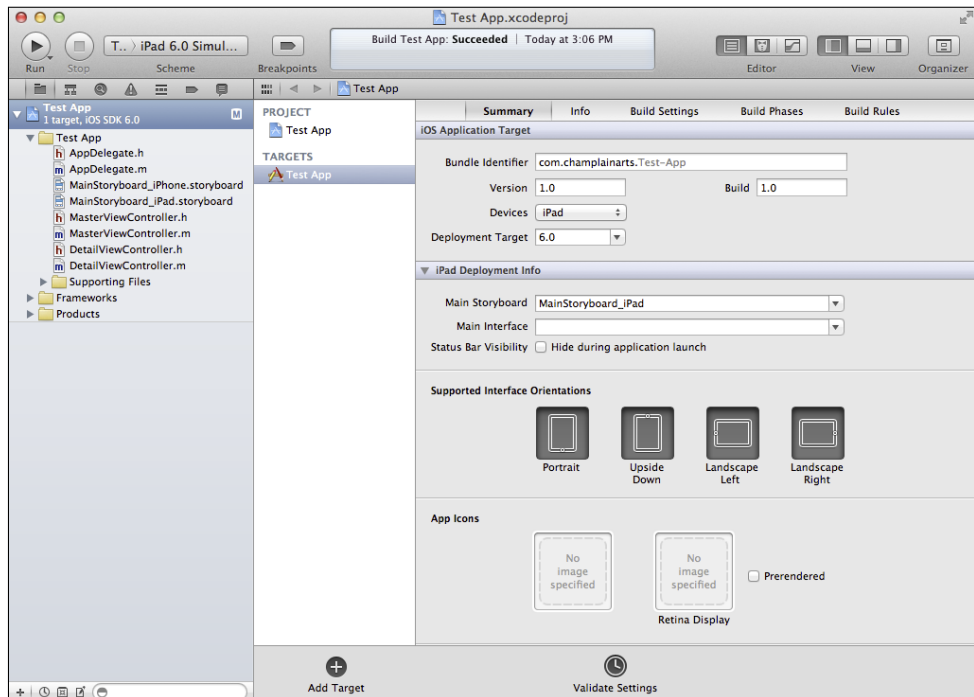 Test App.xcodeproj
T.. 〉 iPad 6.0 Simul...
Build Test App: Succeeded | Today at 3:06 PM
Run Stop Scheme Breakpoints Editor View Organizer
Test App
Test App
1 target, iOS SDK 6.0
M
Test App
h AppDelegate.h
m AppDelegate.m
MainStoryboard_iPhone.storyboard
MainStoryboard_iPad.storyboard
h MasterViewController.h
m MasterViewController.m
h DetailViewController.h
m DetailViewController.m
Supporting Files
Frameworks
Products
PROJECT
Test App
TARGETS
Test App
Summary Info Build Settings Build Phases Build Rules
iOS Application Target
Bundle Identifier com.champlainarts.Test-App
Version 1.0 Build 1.0
Devices iPad
Deployment Target 6.0
iPad Deployment Info
Main Storyboard MainStoryboard_iPad
Main Interface
Status Bar Visibility Hide during application launch
Supported Interface Orientations
Portrait
Upside
Down
Landscape
Left
Landscape
Right
App Icons
No
image
specified
No
image
specified
Prerendered
Retina Display
Add Target Validate Settings